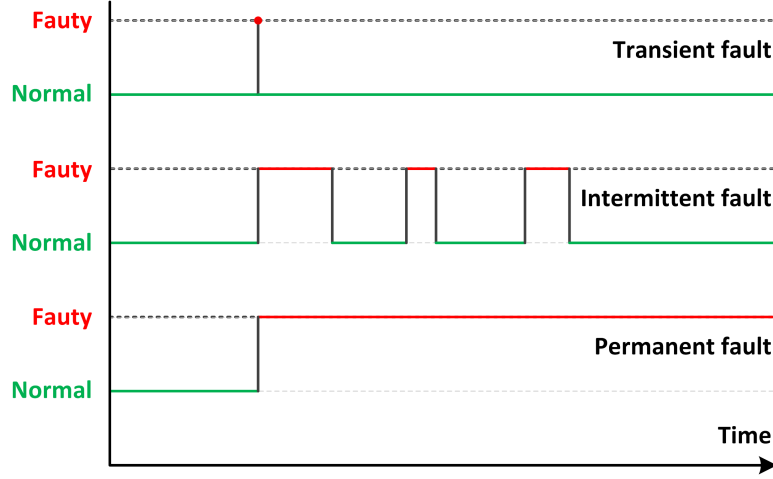 Fauty
Transient fault
Normal
Fauty
Intermittent fault
Normal
Fauty
Permanent fault
Normal
Time